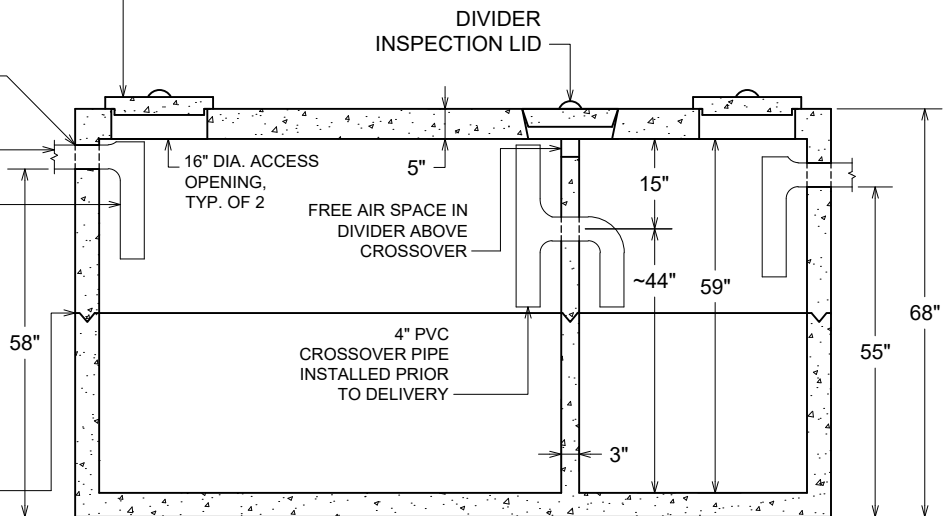 DIVIDER
INSPECTION LID
16" DIA. ACCESS
OPENING,
TYP. OF 2
5"
15"
FREE AIR SPACE IN
DIVIDER ABOVE
CROSSOVER
~44"
59"
68"
58"
55"
4" PVC
CROSSOVER PIPE
INSTALLED PRIOR
TO DELIVERY
3"